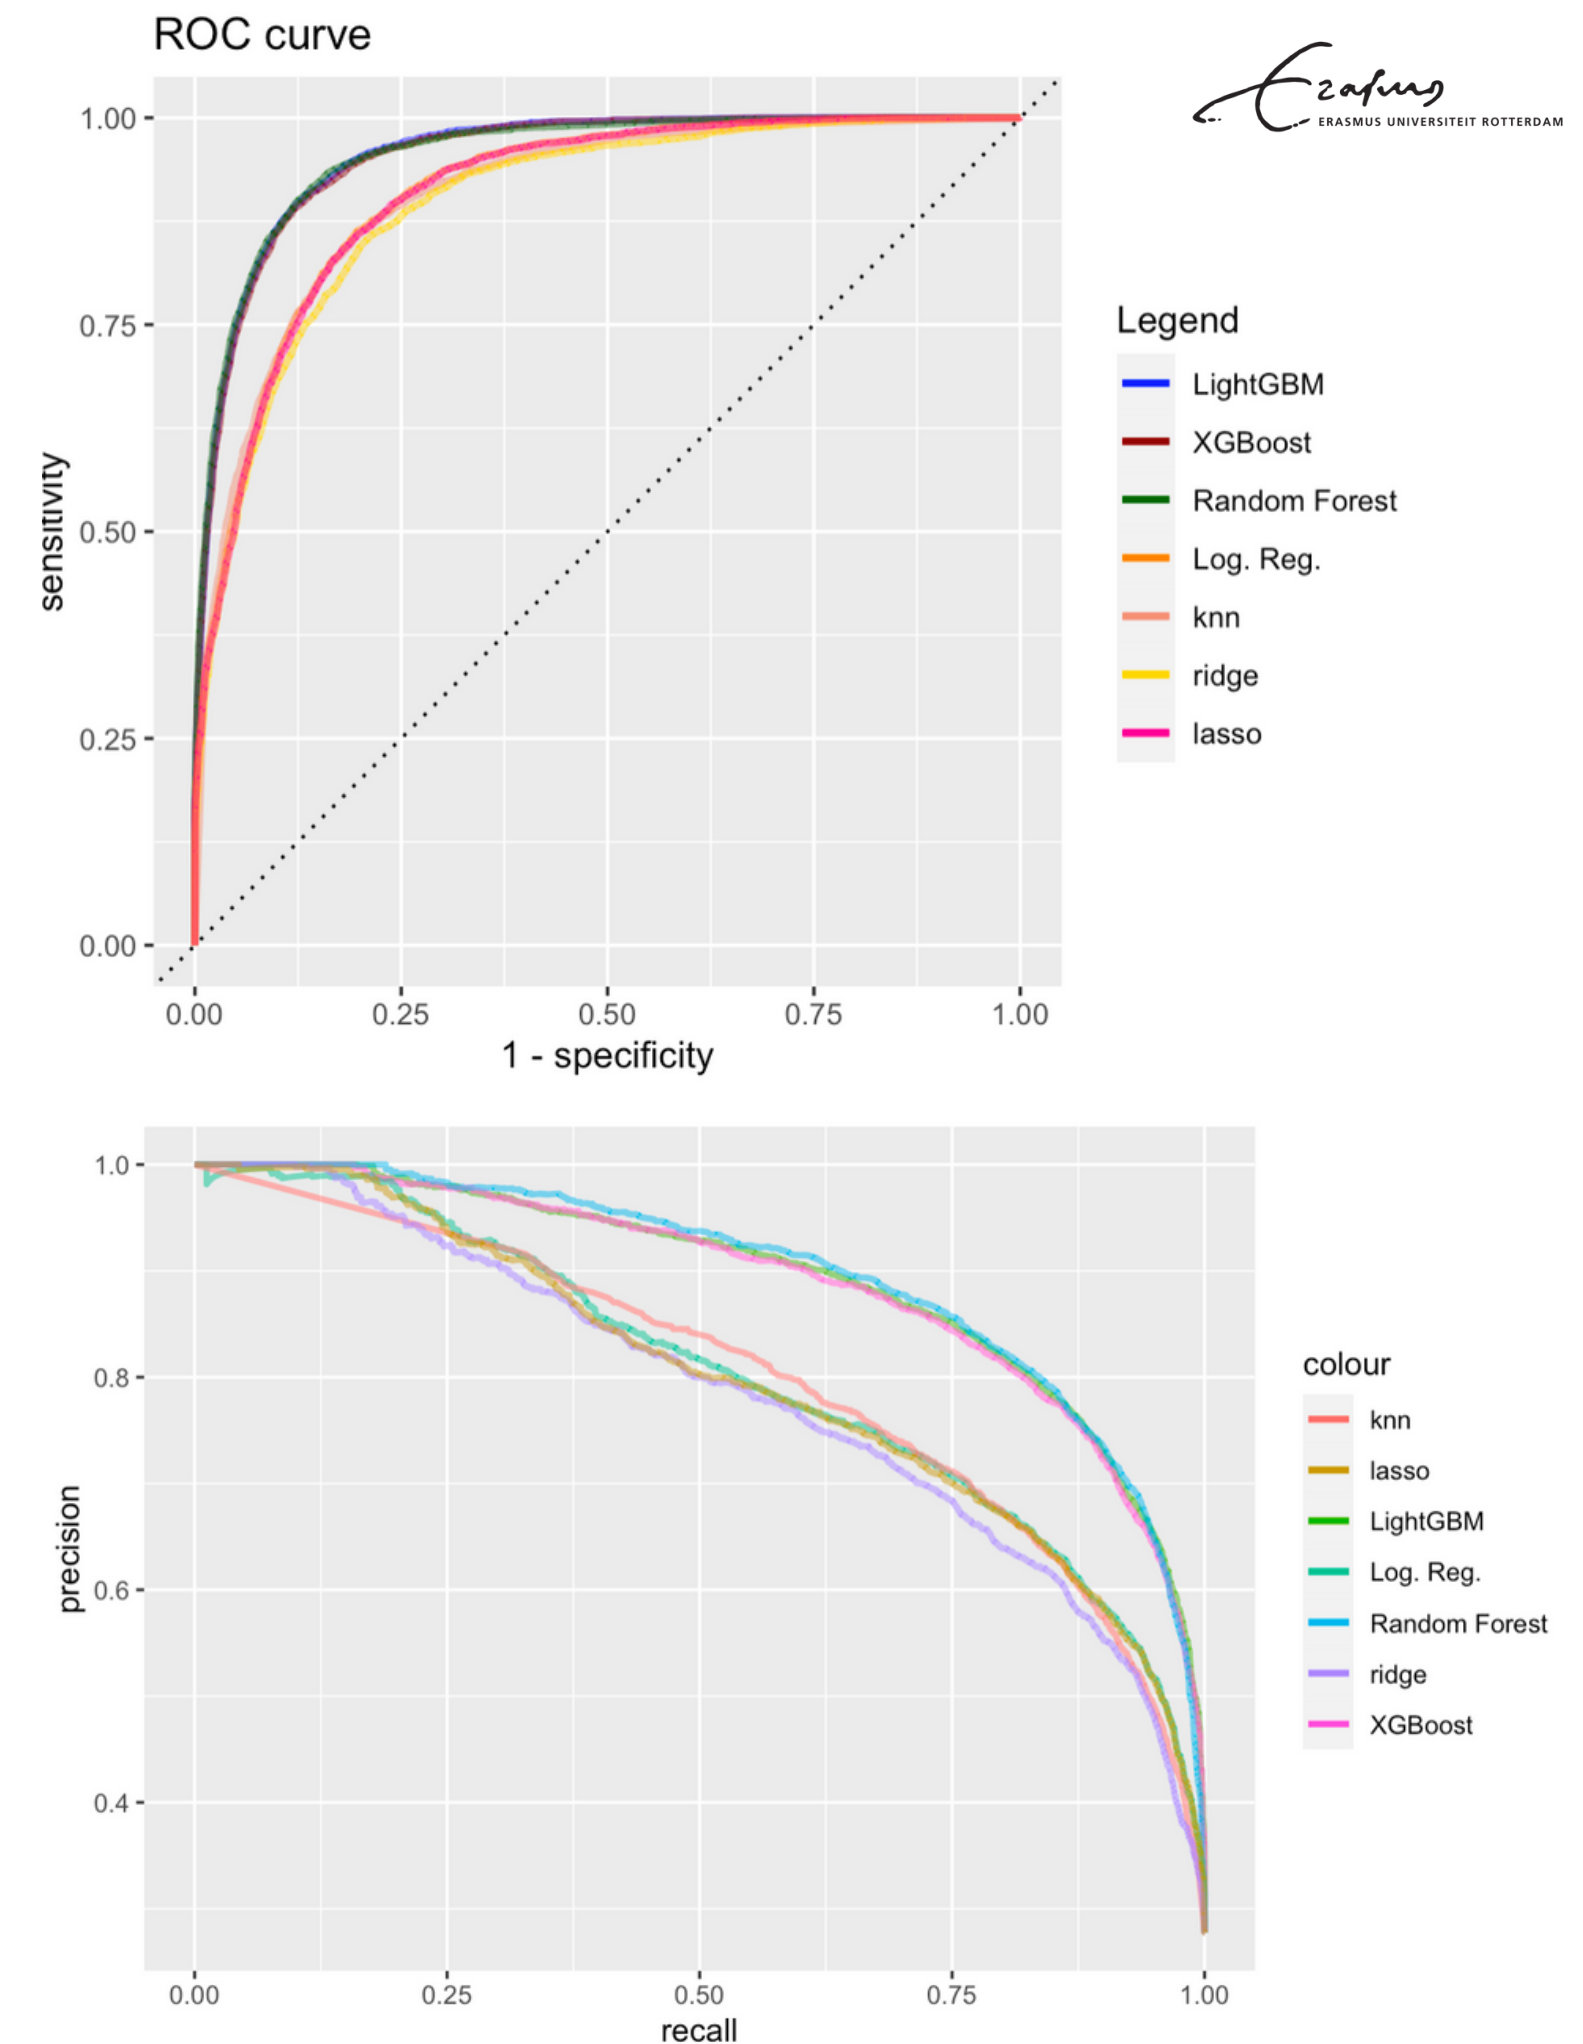 ROC curve
Erasmus
ERASMUS UNIVERSITEIT ROTTERDAM
1.00
0.75
0.50
0.25
0.00
sensitivity
0.00 0.25 0.50 0.75 1.00
1 - specificity
Legend
LightGBM
XGBoost
Random Forest
Log. Reg.
knn
ridge
lasso
1.0
0.8
0.6
0.4
precision
0.00 0.25 0.50 0.75 1.00
recall
colour
knn
lasso
LightGBM
Log. Reg.
Random Forest
ridge
XGBoost